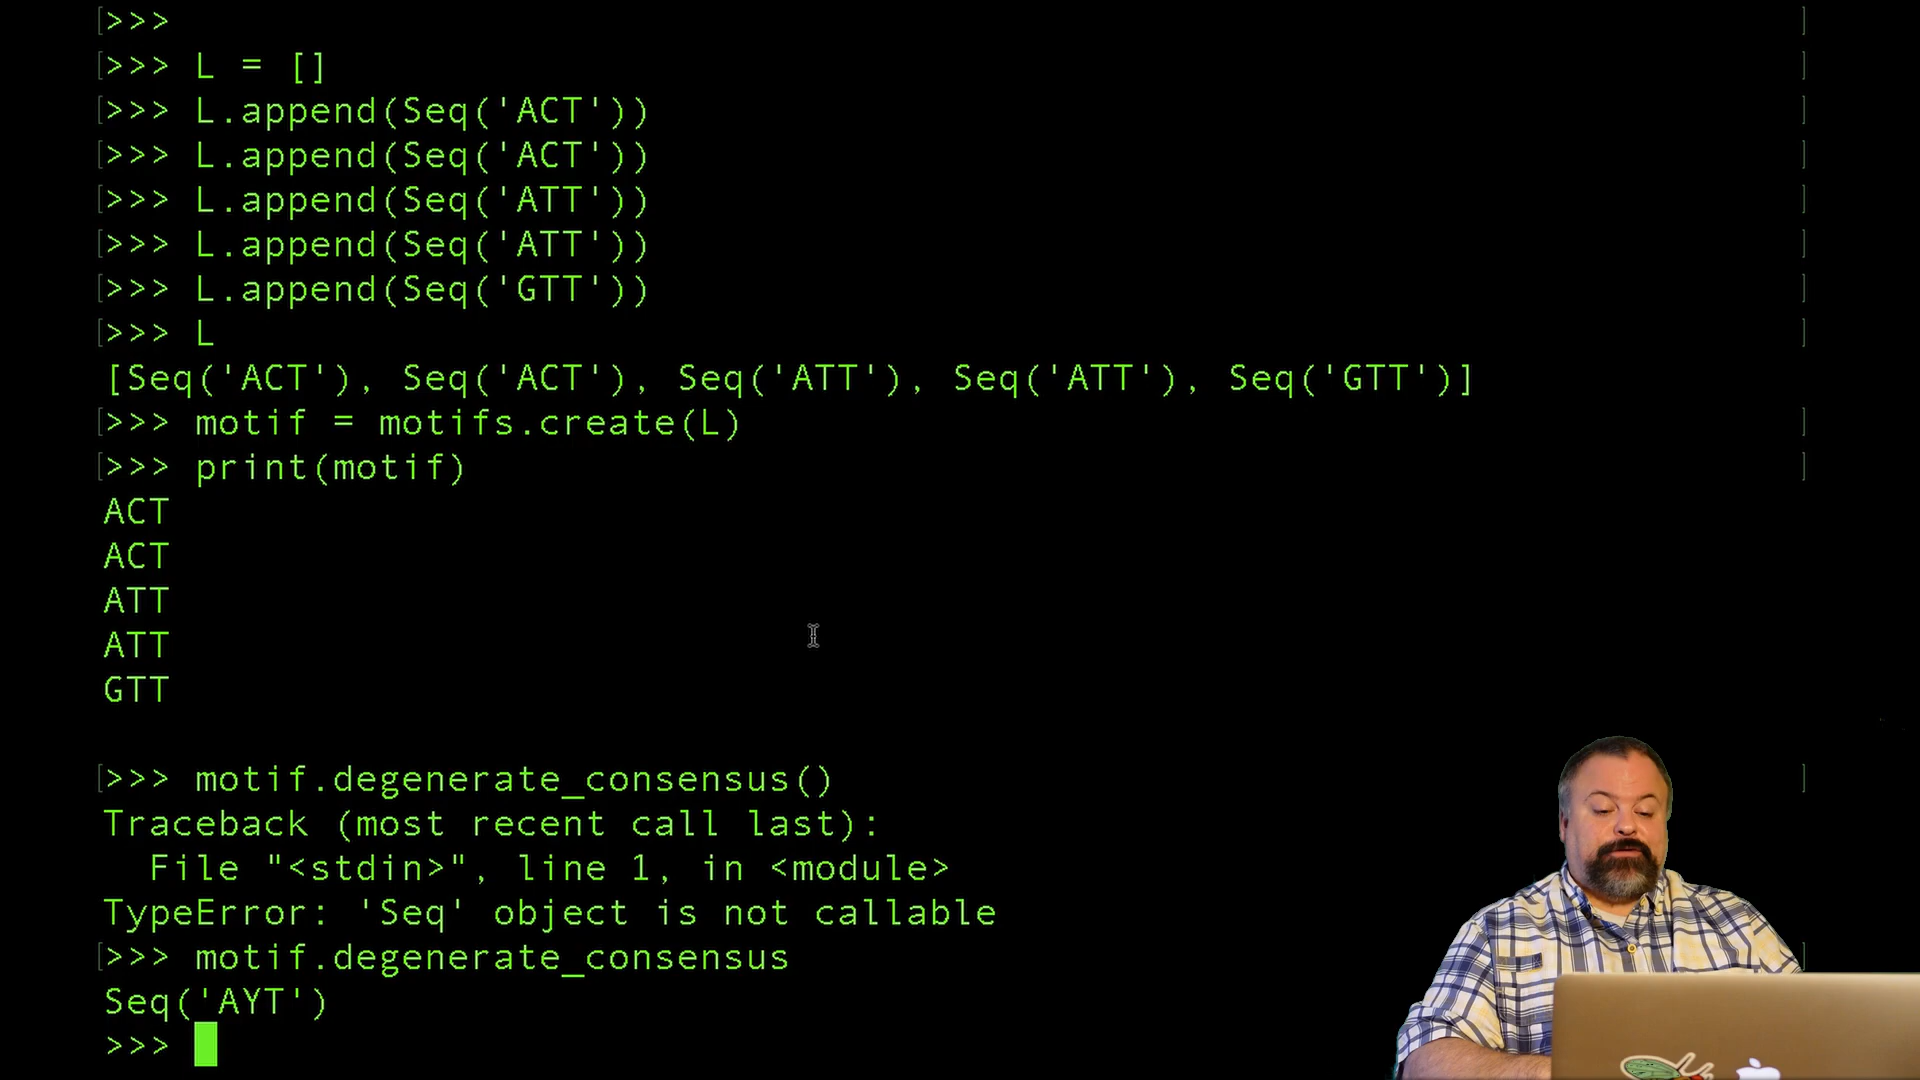 >>>
>>> L = []
>>> L.append(Seq('ACT'))
>>> L.append(Seq('ACT'))
>>> L.append(Seq('ATT'))
>>> L.append(Seq('ATT'))
>>> L.append(Seq('GTT'))
>>> L
[Seq('ACT'), Seq('ACT'), Seq('ATT'), Seq('ATT'), Seq('GTT')]
>>> motif = motifs.create(L)
>>> print(motif)
ACT
ACT
ATT
ATT
GTT
>>> motif.degenerate_consensus()
Traceback (most recent call last):
  File "<stdin>", line 1, in <module>
TypeError: 'Seq' object is not callable
>>> motif.degenerate_consensus
Seq('AYT')
>>>